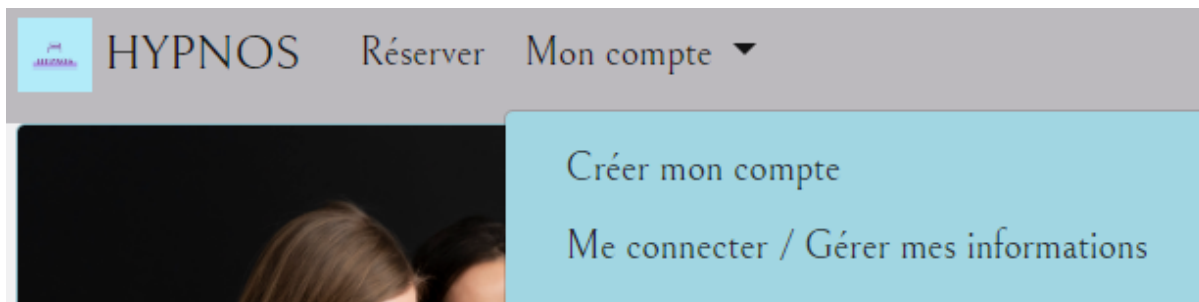 HYPNOS Réserver Mon compte
Créer mon compte
Me connecter / Gérer mes informations